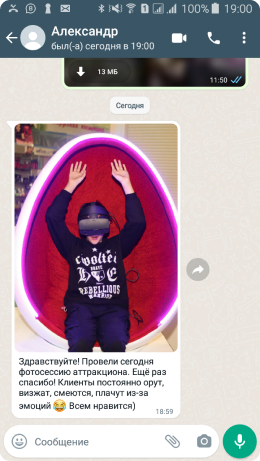 100% 19:00
Александр
был(-а) сегодня в 19:00
13 МБ
11:50
Сегодня
REBELLIOUS
Здравствуйте! Провели сегодня
фотосессию аттракциона. Ещё раз
спасибо! Клиенты постоянно орут,
визжат, смеются, плачут из-за
эмоций 😂 Всем нравится)
18:59
Сообщение